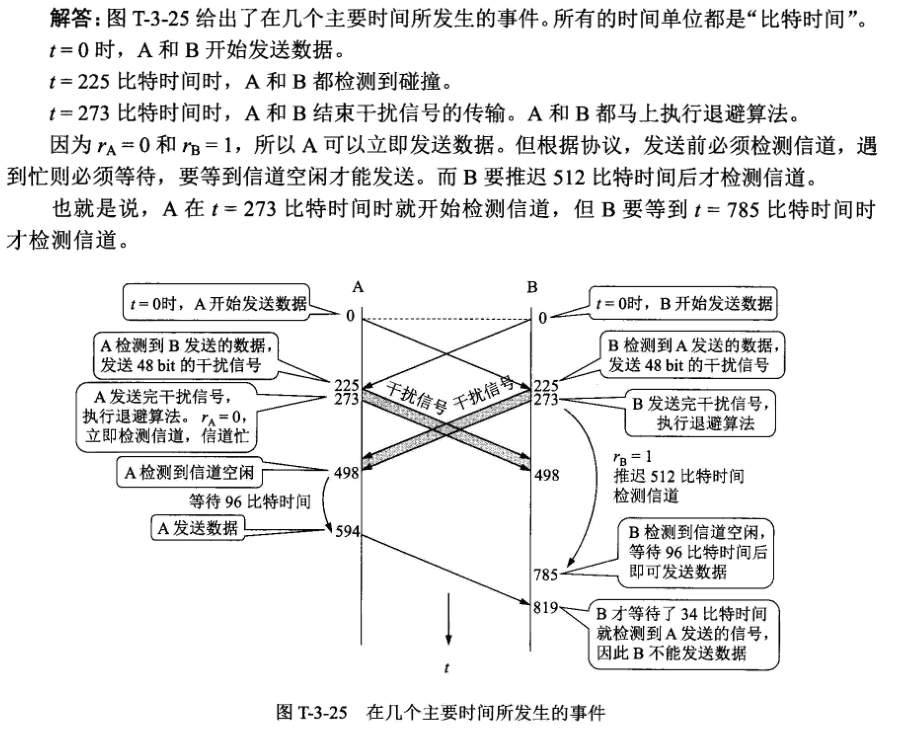 解答：图 T-3-25 给出了在几个主要时间所发生的事件。所有的时间单位都是“比特时间”。
t = 0 时，A 和 B 开始发送数据。
t = 225 比特时间时，A 和 B 都检测到碰撞。
t = 273 比特时间时，A 和 B 结束干扰信号的传输。A 和 B 都马上执行退避算法。
因为 rA = 0 和 rB = 1，所以 A 可以立即发送数据。但根据协议，发送前必须检测信道，遇
到忙则必须等待，要等到信道空闲才能发送。而 B 要推迟 512 比特时间后才检测信道。
也就是说，A 在 t = 273 比特时间时就开始检测信道，但 B 要等到 t = 785 比特时间时
才检测信道。
A
B
t = 0时，A 开始发送数据
0
0
t = 0时，B 开始发送数据
A 检测到 B 发送的数据，
发送 48 bit 的干扰信号
225
干扰信号
干扰信号
225
B 检测到 A 发送的数据，
发送 48 bit 的干扰信号
A 发送完干扰信号，
执行退避算法。rA = 0，
立即检测信道，信道忙
273
273
B 发送完干扰信号，
执行退避算法
rB = 1
推迟 512 比特时间
检测信道
A 检测到信道空闲
498
498
等待 96 比特时间
A 发送数据
594
B 检测到信道空闲，
等待 96 比特时间后
即可发送数据
785
819
B 才等待了 34 比特时间
就检测到 A 发送的信号，
因此 B 不能发送数据
t
图 T-3-25 在几个主要时间所发生的事件